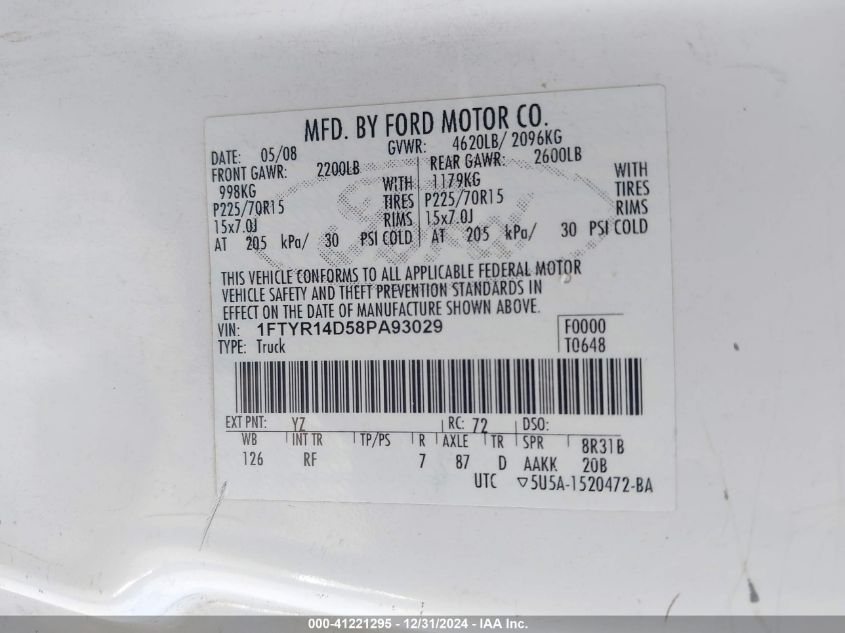 MFD. BY FORD MOTOR CO.
DATE: 05/08 GVWR: 4620LB/ 2096KG
FRONT GAWR: 2200LB REAR GAWR: 2600LB
998KG WITH 1179KG WITH
P225/70R15 TIRES P225/70R15 TIRES
15x7.0J RIMS 15x7.0J RIMS
AT 205 kPa/ 30 PSI COLD AT 205 kPa/ 30 PSI COLD
THIS VEHICLE CONFORMS TO ALL APPLICABLE FEDERAL MOTOR
VEHICLE SAFETY AND THEFT PREVENTION STANDARDS IN
EFFECT ON THE DATE OF MANUFACTURE SHOWN ABOVE.
VIN: 1FTYR14D58PA93029 F0000
TYPE: Truck T0648
EXT PNT: YZ RC: 72 DSO:
WB INT TR TP/PS R AXLE TR SPR 8R31B
126 RF 7 87 D AAKK 20B
UTC ▽5U5A-1520472-BA
000-41221295 - 12/31/2024 - IAA Inc.